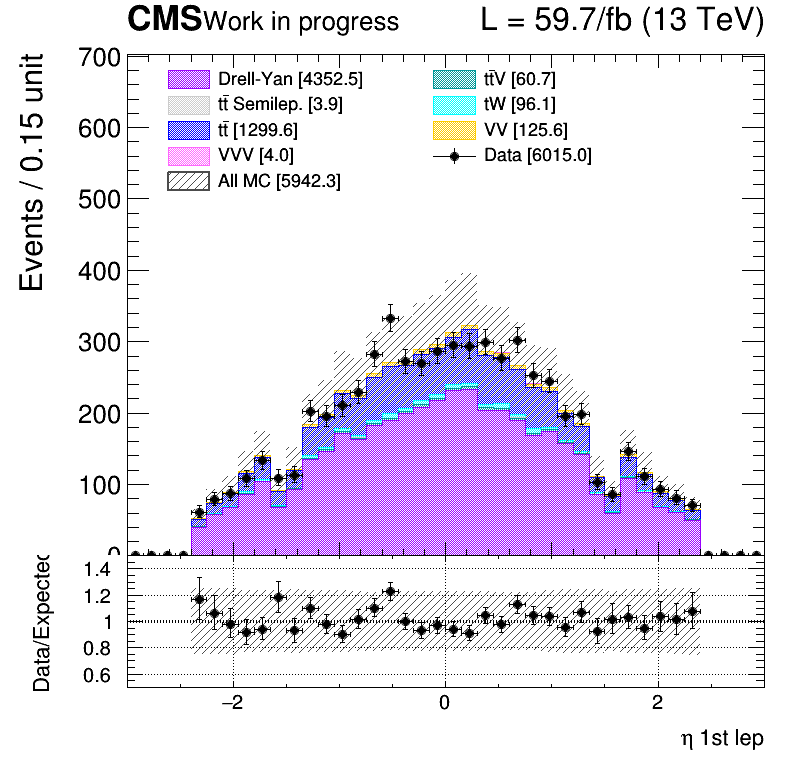 CMS Work in progress L = 59.7/fb (13 TeV)
Events / 0.15 unit
700
600
500
400
300
200
100
0
Drell-Yan [4352.5]
tt̄ Semilep. [3.9]
tt̄ [1299.6]
VVV [4.0]
All MC [5942.3]
tt̄V [60.7]
tW [96.1]
VV [125.6]
Data [6015.0]
Data/Expected
1.4
1.2
1
0.8
0.6
−2 0 2
η 1st lep